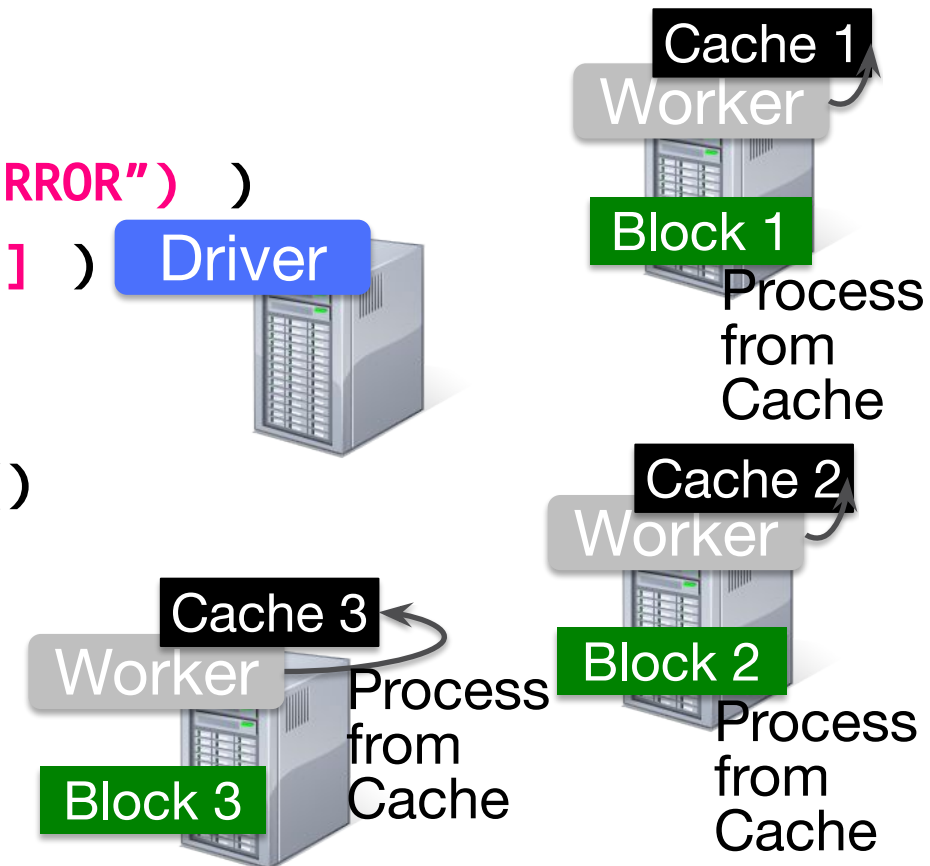 Cache 1
Worker
RROR”) )
Block 1
] )
Driver
Process
from
Cache
)
Cache 2
Worker
Cache 3
Worker
Block 2
Process
from
Cache
Block 3
Process
from
Cache